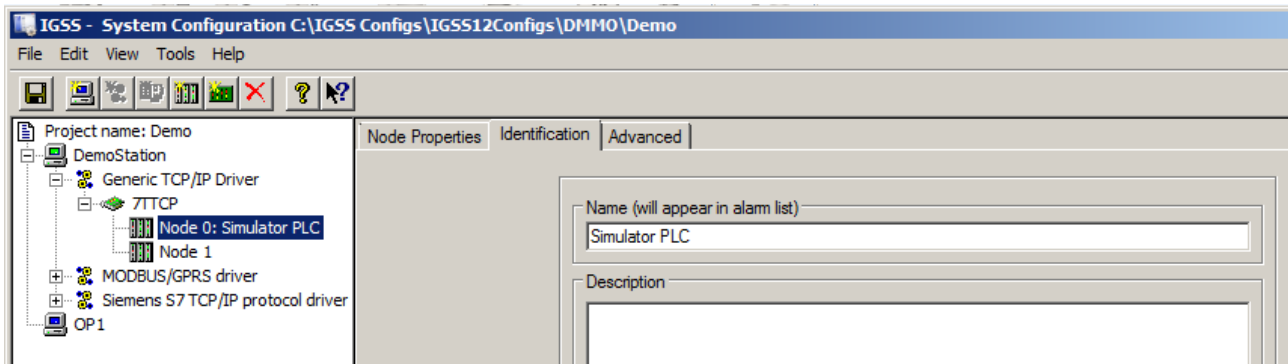 IGSS - System Configuration C:\IGSS Configs\IGSS12Configs\DMMO\Demo
File Edit View Tools Help
Project name: Demo
DemoStation
Generic TCP/IP Driver
7TTCP
Node 0: Simulator PLC
Node 1
MODBUS/GPRS driver
Siemens S7 TCP/IP protocol driver
OP1
Node Properties Identification Advanced
Name (will appear in alarm list)
Simulator PLC
Description